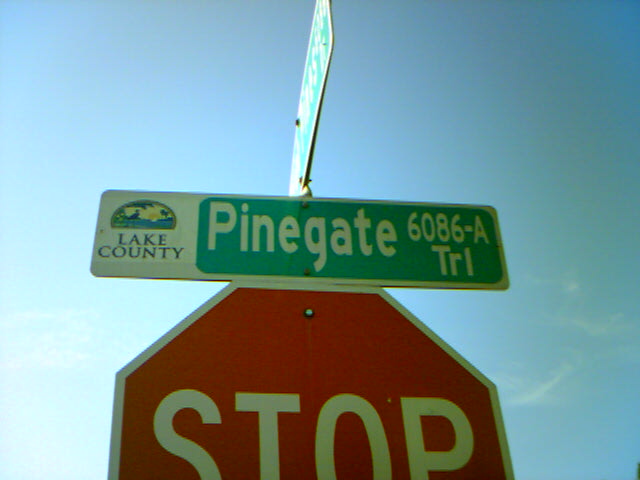 LAKE
COUNTY
Pinegate 6086-A
Trl
STOP